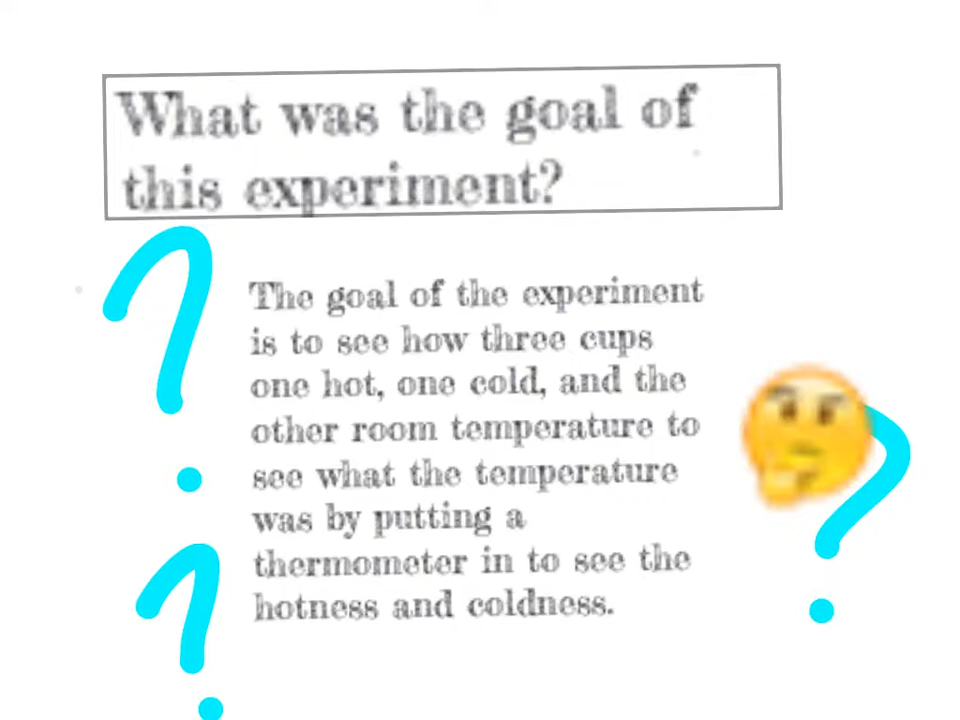 What was the goal of
this experiment?
The goal of the experiment
is to see how three cups
one hot, one cold, and the
other room temperature to
see what the temperature
was by putting a
thermometer in to see the
hotness and coldness.